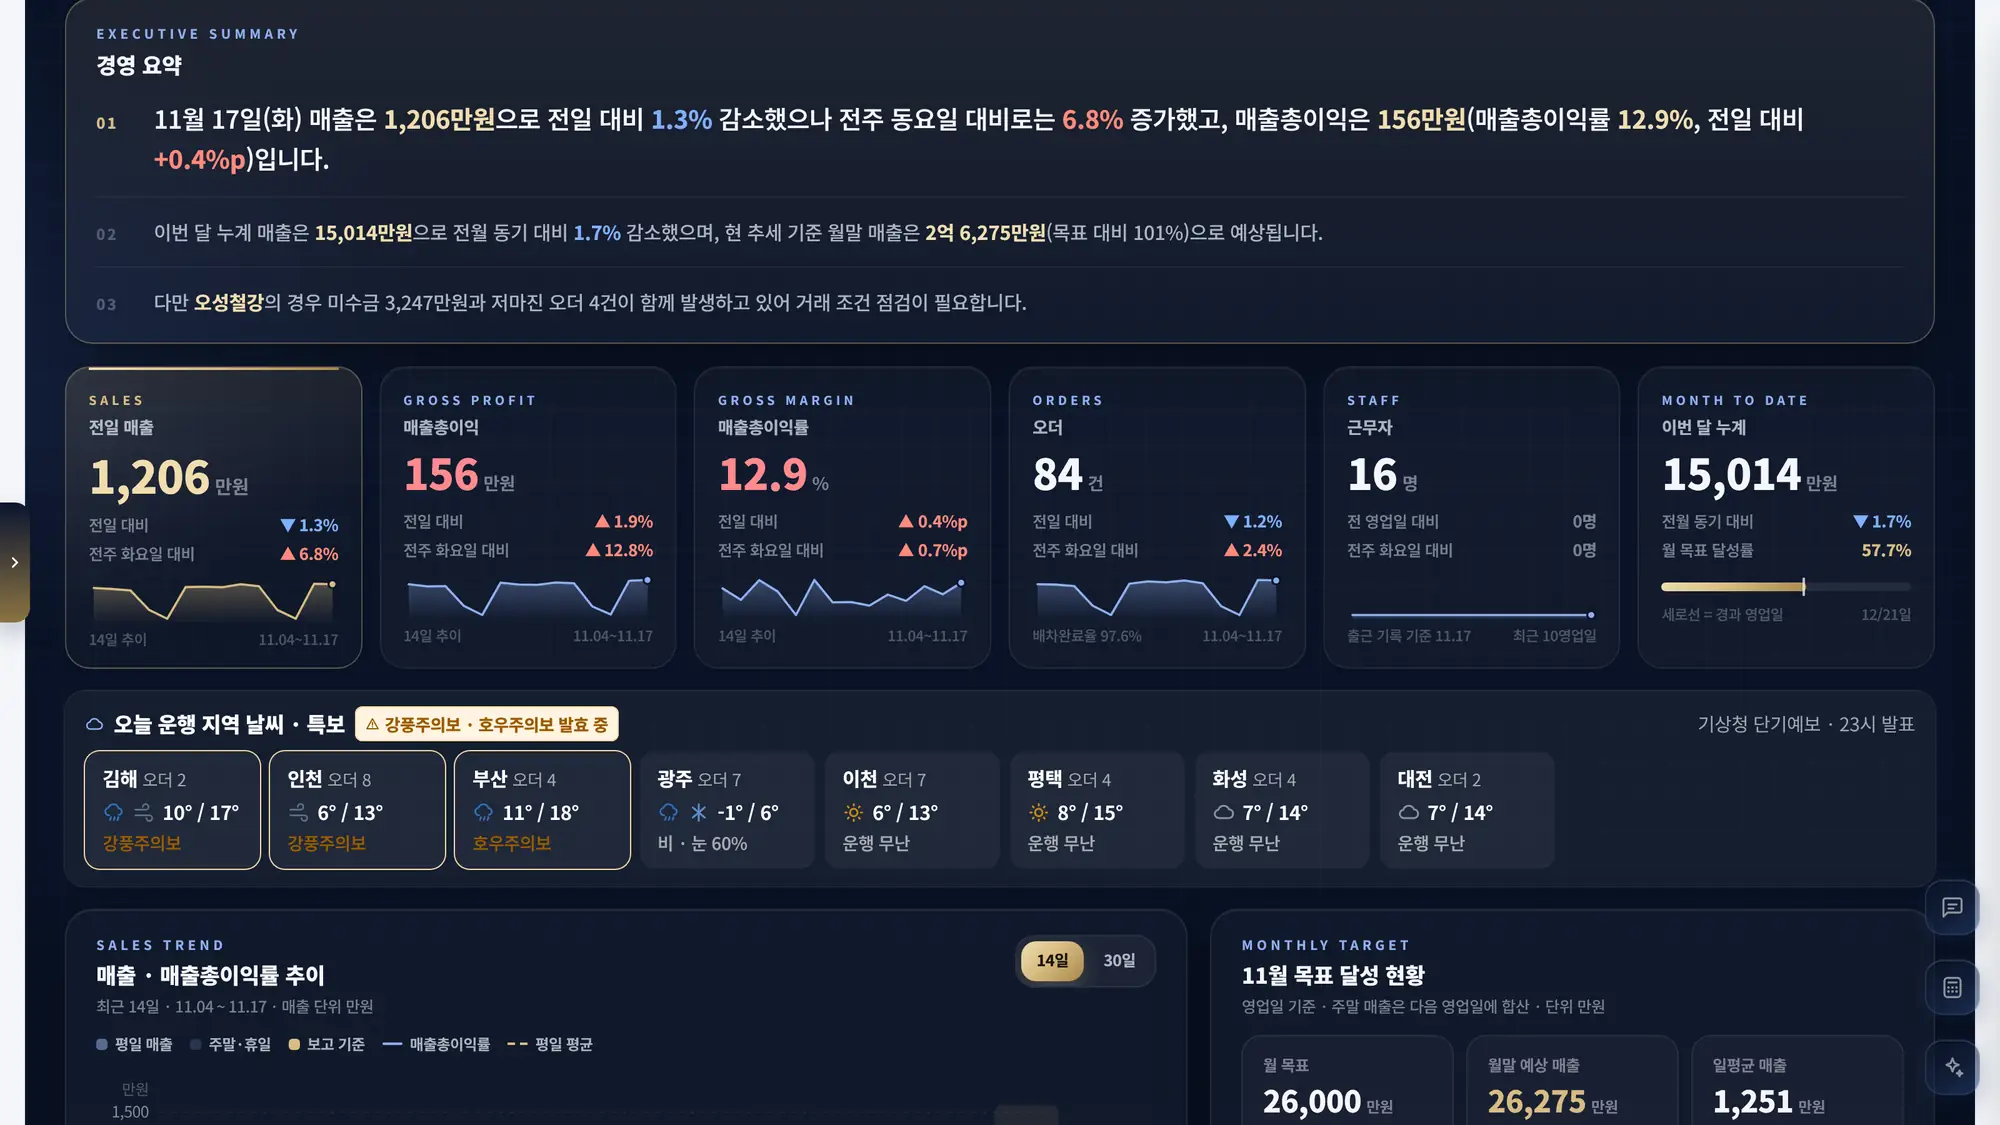 EXECUTIVE SUMMARY
경영 요약
01 11월 17일(화) 매출은 1,206만원으로 전일 대비 1.3% 감소했으나 전주 동요일 대비로는 6.8% 증가했고, 매출총이익은 156만원(매출총이익률 12.9%, 전일 대비
+0.4%p)입니다.
02 이번 달 누계 매출은 15,014만원으로 전월 동기 대비 1.7% 감소했으며, 현 추세 기준 월말 매출은 2억 6,275만원(목표 대비 101%)으로 예상됩니다.
03 다만 오성철강의 경우 미수금 3,247만원과 저마진 오더 4건이 함께 발생하고 있어 거래 조건 점검이 필요합니다.
SALES
전일 매출
1,206 만원
전일 대비 ▼1.3%
전주 화요일 대비 ▲6.8%
14일 추이 11.04~11.17
GROSS PROFIT
매출총이익
156 만원
전일 대비 ▲1.9%
전주 화요일 대비 ▲12.8%
14일 추이 11.04~11.17
GROSS MARGIN
매출총이익률
12.9 %
전일 대비 ▲0.4%p
전주 화요일 대비 ▲0.7%p
14일 추이 11.04~11.17
ORDERS
오더
84 건
전일 대비 ▼1.2%
전주 화요일 대비 ▲2.4%
배차완료율 97.6% 11.04~11.17
STAFF
근무자
16 명
전 영업일 대비 0명
전주 화요일 대비 0명
출근 기록 기준 11.17 최근 10영업일
MONTH TO DATE
이번 달 누계
15,014 만원
전월 동기 대비 ▼1.7%
월 목표 달성률 57.7%
세로선 = 경과 영업일 12/21일
오늘 운행 지역 날씨 · 특보 ⚠ 강풍주의보 · 호우주의보 발효 중 기상청 단기예보 · 23시 발표
김해 오더 2
10° / 17°
강풍주의보
인천 오더 8
6° / 13°
강풍주의보
부산 오더 4
11° / 18°
호우주의보
광주 오더 7
-1° / 6°
비 · 눈 60%
이천 오더 7
6° / 13°
운행 무난
평택 오더 4
8° / 15°
운행 무난
화성 오더 4
7° / 14°
운행 무난
대전 오더 2
7° / 14°
운행 무난
SALES TREND
매출 · 매출총이익률 추이
최근 14일 · 11.04 ~ 11.17 · 매출 단위 만원
14일 30일
평일 매출 주말·휴일 보고 기준 매출총이익률 평일 평균
만원
1,500
MONTHLY TARGET
11월 목표 달성 현황
영업일 기준 · 주말 매출은 다음 영업일에 합산 · 단위 만원
월 목표
26,000 만원
월말 예상 매출
26,275 만원
일평균 매출
1,251 만원